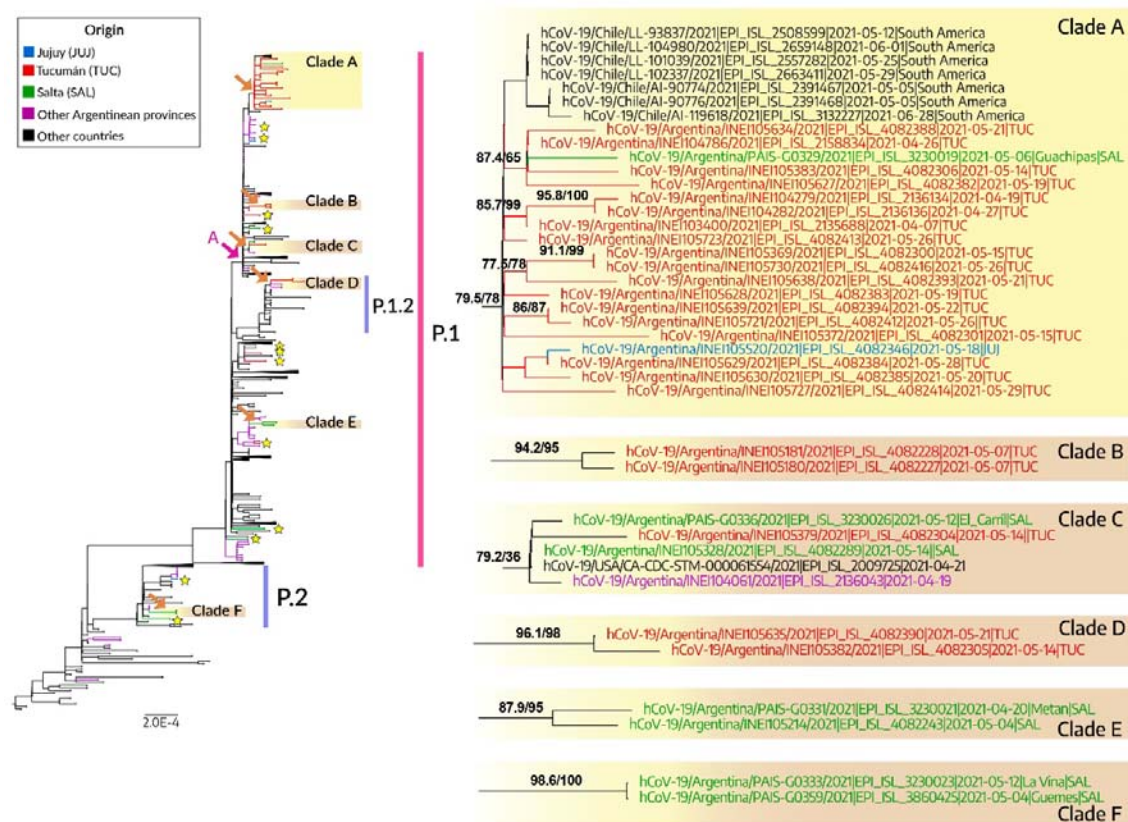 Origin
Jujuy (JUJ)
Tucumán (TUC)
Salta (SAL)
Other Argentinean provinces
Other countries
Clade A
Clade B
A
Clade C
Clade D
P.1.2
P.1
Clade E
P.2
Clade F
2.0E-4
Clade A
hCoV-19/Chile/LL-93837/2021|EPI_ISL_2508599|2021-05-12|South America
hCoV-19/Chile/LL-104980/2021|EPI_ISL_2659148|2021-06-01|South America
hCoV-19/Chile/LL-101039/2021|EPI_ISL_2557282|2021-05-25|South America
hCoV-19/Chile/LL-102337/2021|EPI_ISL_2663411|2021-05-29|South America
hCoV-19/Chile/AI-90774/2021|EPI_ISL_2391467|2021-05-05|South America
hCoV-19/Chile/AI-90776/2021|EPI_ISL_2391468|2021-05-05|South America
hCoV-19/Chile/AI-119618/2021|EPI_ISL_3132227|2021-06-28|South America
hCoV-19/Argentina/INEI105634/2021|EPI_ISL_4082388|2021-05-21|TUC
hCoV-19/Argentina/INEI104786/2021|EPI_ISL_2158834|2021-04-26|TUC
87.4/65
hCoV-19/Argentina/PAIS-G0329/2021|EPI_ISL_3230019|2021-05-06|Guachipas|SAL
hCoV-19/Argentina/INEI105383/2021|EPI_ISL_4082306|2021-05-14|TUC
hCoV-19/Argentina/INEI105627/2021|EPI_ISL_4082382|2021-05-19|TUC
95.8/100
hCoV-19/Argentina/INEI104279/2021|EPI_ISL_2136134|2021-04-19|TUC
85.7/99
hCoV-19/Argentina/INEI104282/2021|EPI_ISL_2136136|2021-04-27|TUC
hCoV-19/Argentina/INEI103400/2021|EPI_ISL_2135688|2021-04-07|TUC
hCoV-19/Argentina/INEI105723/2021|EPI_ISL_4082413|2021-05-26|TUC
91.1/99
hCoV-19/Argentina/INEI105369/2021|EPI_ISL_4082300|2021-05-15|TUC
77.5/78
hCoV-19/Argentina/INEI105730/2021|EPI_ISL_4082416|2021-05-26|TUC
hCoV-19/Argentina/INEI105638/2021|EPI_ISL_4082393|2021-05-21|TUC
79.5/78
hCoV-19/Argentina/INEI105628/2021|EPI_ISL_4082383|2021-05-19|TUC
86/87
hCoV-19/Argentina/INEI105639/2021|EPI_ISL_4082394|2021-05-22|TUC
hCoV-19/Argentina/INEI105721/2021|EPI_ISL_4082412|2021-05-26||TUC
hCoV-19/Argentina/INEI105372/2021|EPI_ISL_4082301|2021-05-15|TUC
hCoV-19/Argentina/INEI105520/2021|EPI_ISL_4082346|2021-05-18|JUJ
hCoV-19/Argentina/INEI105629/2021|EPI_ISL_4082384|2021-05-28|TUC
hCoV-19/Argentina/INEI105630/2021|EPI_ISL_4082385|2021-05-20|TUC
hCoV-19/Argentina/INEI105727/2021|EPI_ISL_4082414|2021-05-29|TUC
94.2/95
Clade B
hCoV-19/Argentina/INEI105181/2021|EPI_ISL_4082228|2021-05-07|TUC
hCoV-19/Argentina/INEI105180/2021|EPI_ISL_4082227|2021-05-07|TUC
Clade C
hCoV-19/Argentina/PAIS-G0336/2021|EPI_ISL_3230026|2021-05-12|El_Carril|SAL
hCoV-19/Argentina/INEI105379/2021|EPI_ISL_4082304|2021-05-14||TUC
hCoV-19/Argentina/INEI105328/2021|EPI_ISL_4082289|2021-05-14||SAL
79.2/36
hCoV-19/USA/CA-CDC-STM-000061554/2021|EPI_ISL_2009725|2021-04-21
hCoV-19/Argentina/INEI104061/2021|EPI_ISL_2136043|2021-04-19
Clade D
96.1/98
hCoV-19/Argentina/INEI105635/2021|EPI_ISL_4082390|2021-05-21|TUC
hCoV-19/Argentina/INEI105382/2021|EPI_ISL_4082305|2021-05-14|TUC
87.9/95
hCoV-19/Argentina/PAIS-G0331/2021|EPI_ISL_3230021|2021-04-20|Metan|SAL
hCoV-19/Argentina/INEI105214/2021|EPI_ISL_4082243|2021-05-04|SAL
Clade E
98.6/100
hCoV-19/Argentina/PAIS-G0333/2021|EPI_ISL_3230023|2021-05-12|La Vina|SAL
hCoV-19/Argentina/PAIS-G0359/2021|EPI_ISL_3860425|2021-05-04|Guemes|SAL
Clade F